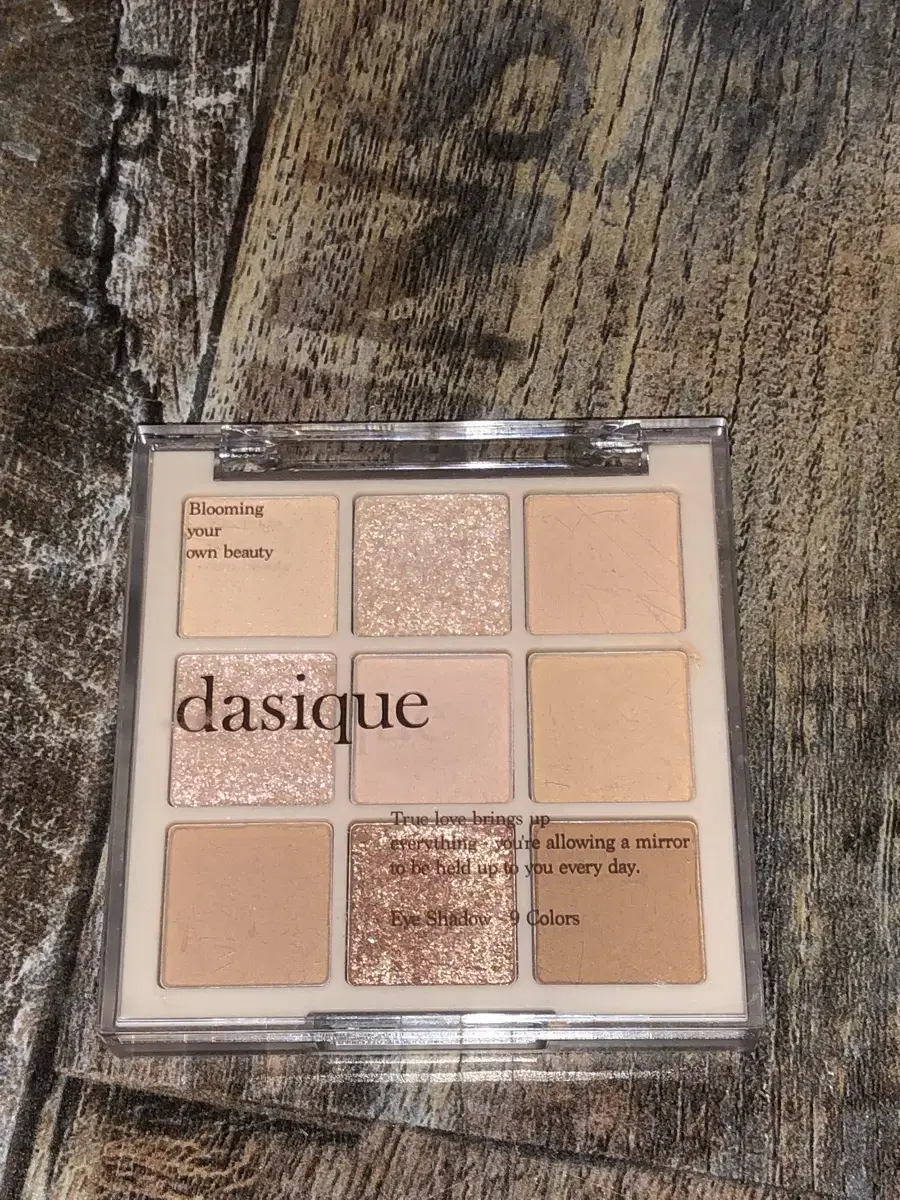 Blooming
your
own beauty
dasique
True love brings up
everything - you're allowing a mirror
to be held up to you every day.
Eye Shadow - 9 Colors